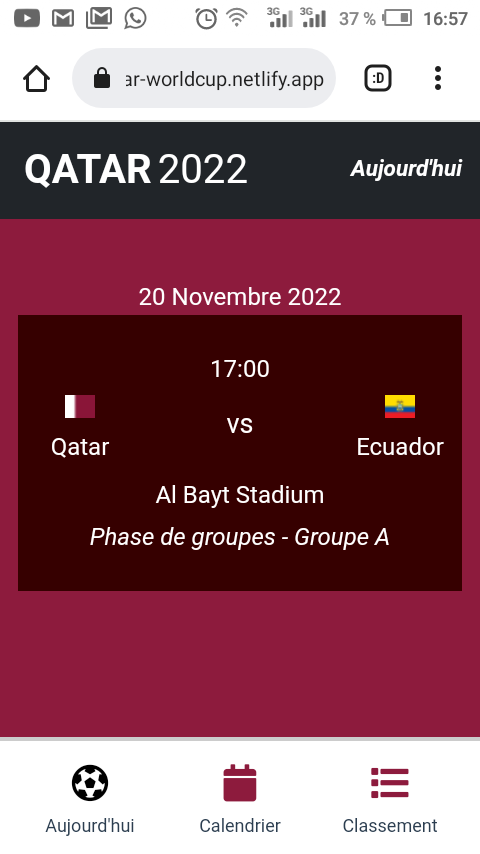 3G 3G 37 % 16:57
ar-worldcup.netlify.app :D
QATAR 2022 Aujourd'hui
20 Novembre 2022
17:00
vs
Qatar Ecuador
Al Bayt Stadium
Phase de groupes - Groupe A
Aujourd'hui Calendrier Classement